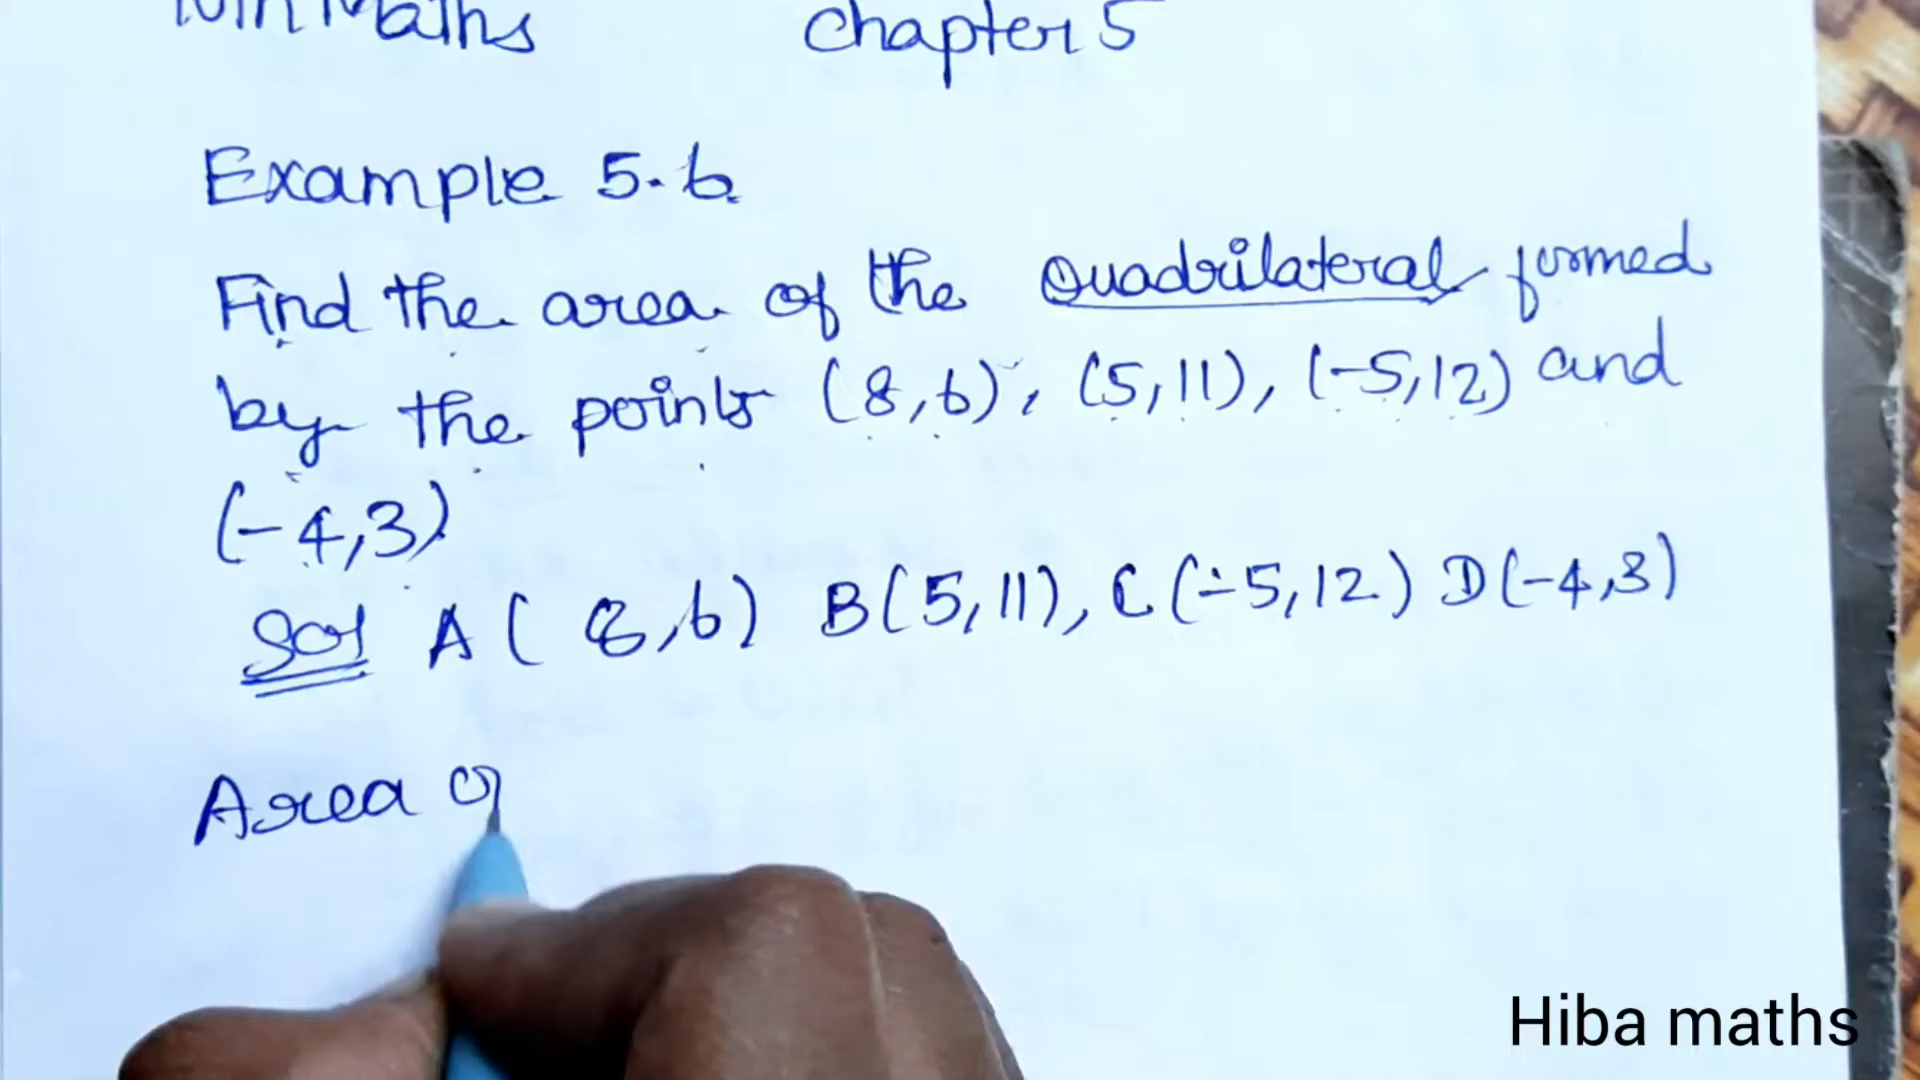 Maths chapter 5
Example 5.6
Find the area of the Quadrilateral formed
by the points (8,6), (5,11), (-5,12) and
(-4,3)
Sol A ( 8,6) B(5,11), C(-5,12) D(-4,3)
Area of
Hiba maths